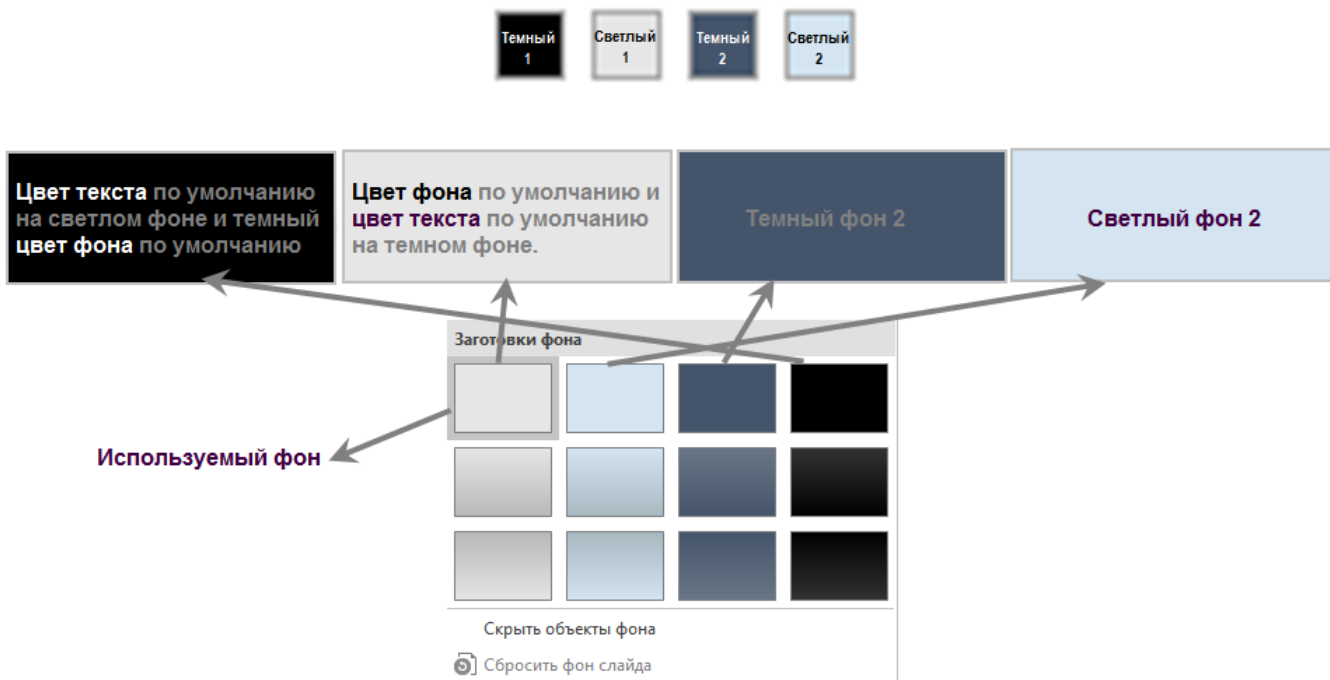 Темный
1
Светлый
1
Темный
2
Светлый
2
Цвет текста по умолчанию
на светлом фоне и темный
цвет фона по умолчанию
Цвет фона по умолчанию и
цвет текста по умолчанию
на темном фоне.
Темный фон 2
Светлый фон 2
Заготовки фона
Используемый фон
Скрыть объекты фона
Сбросить фон слайда